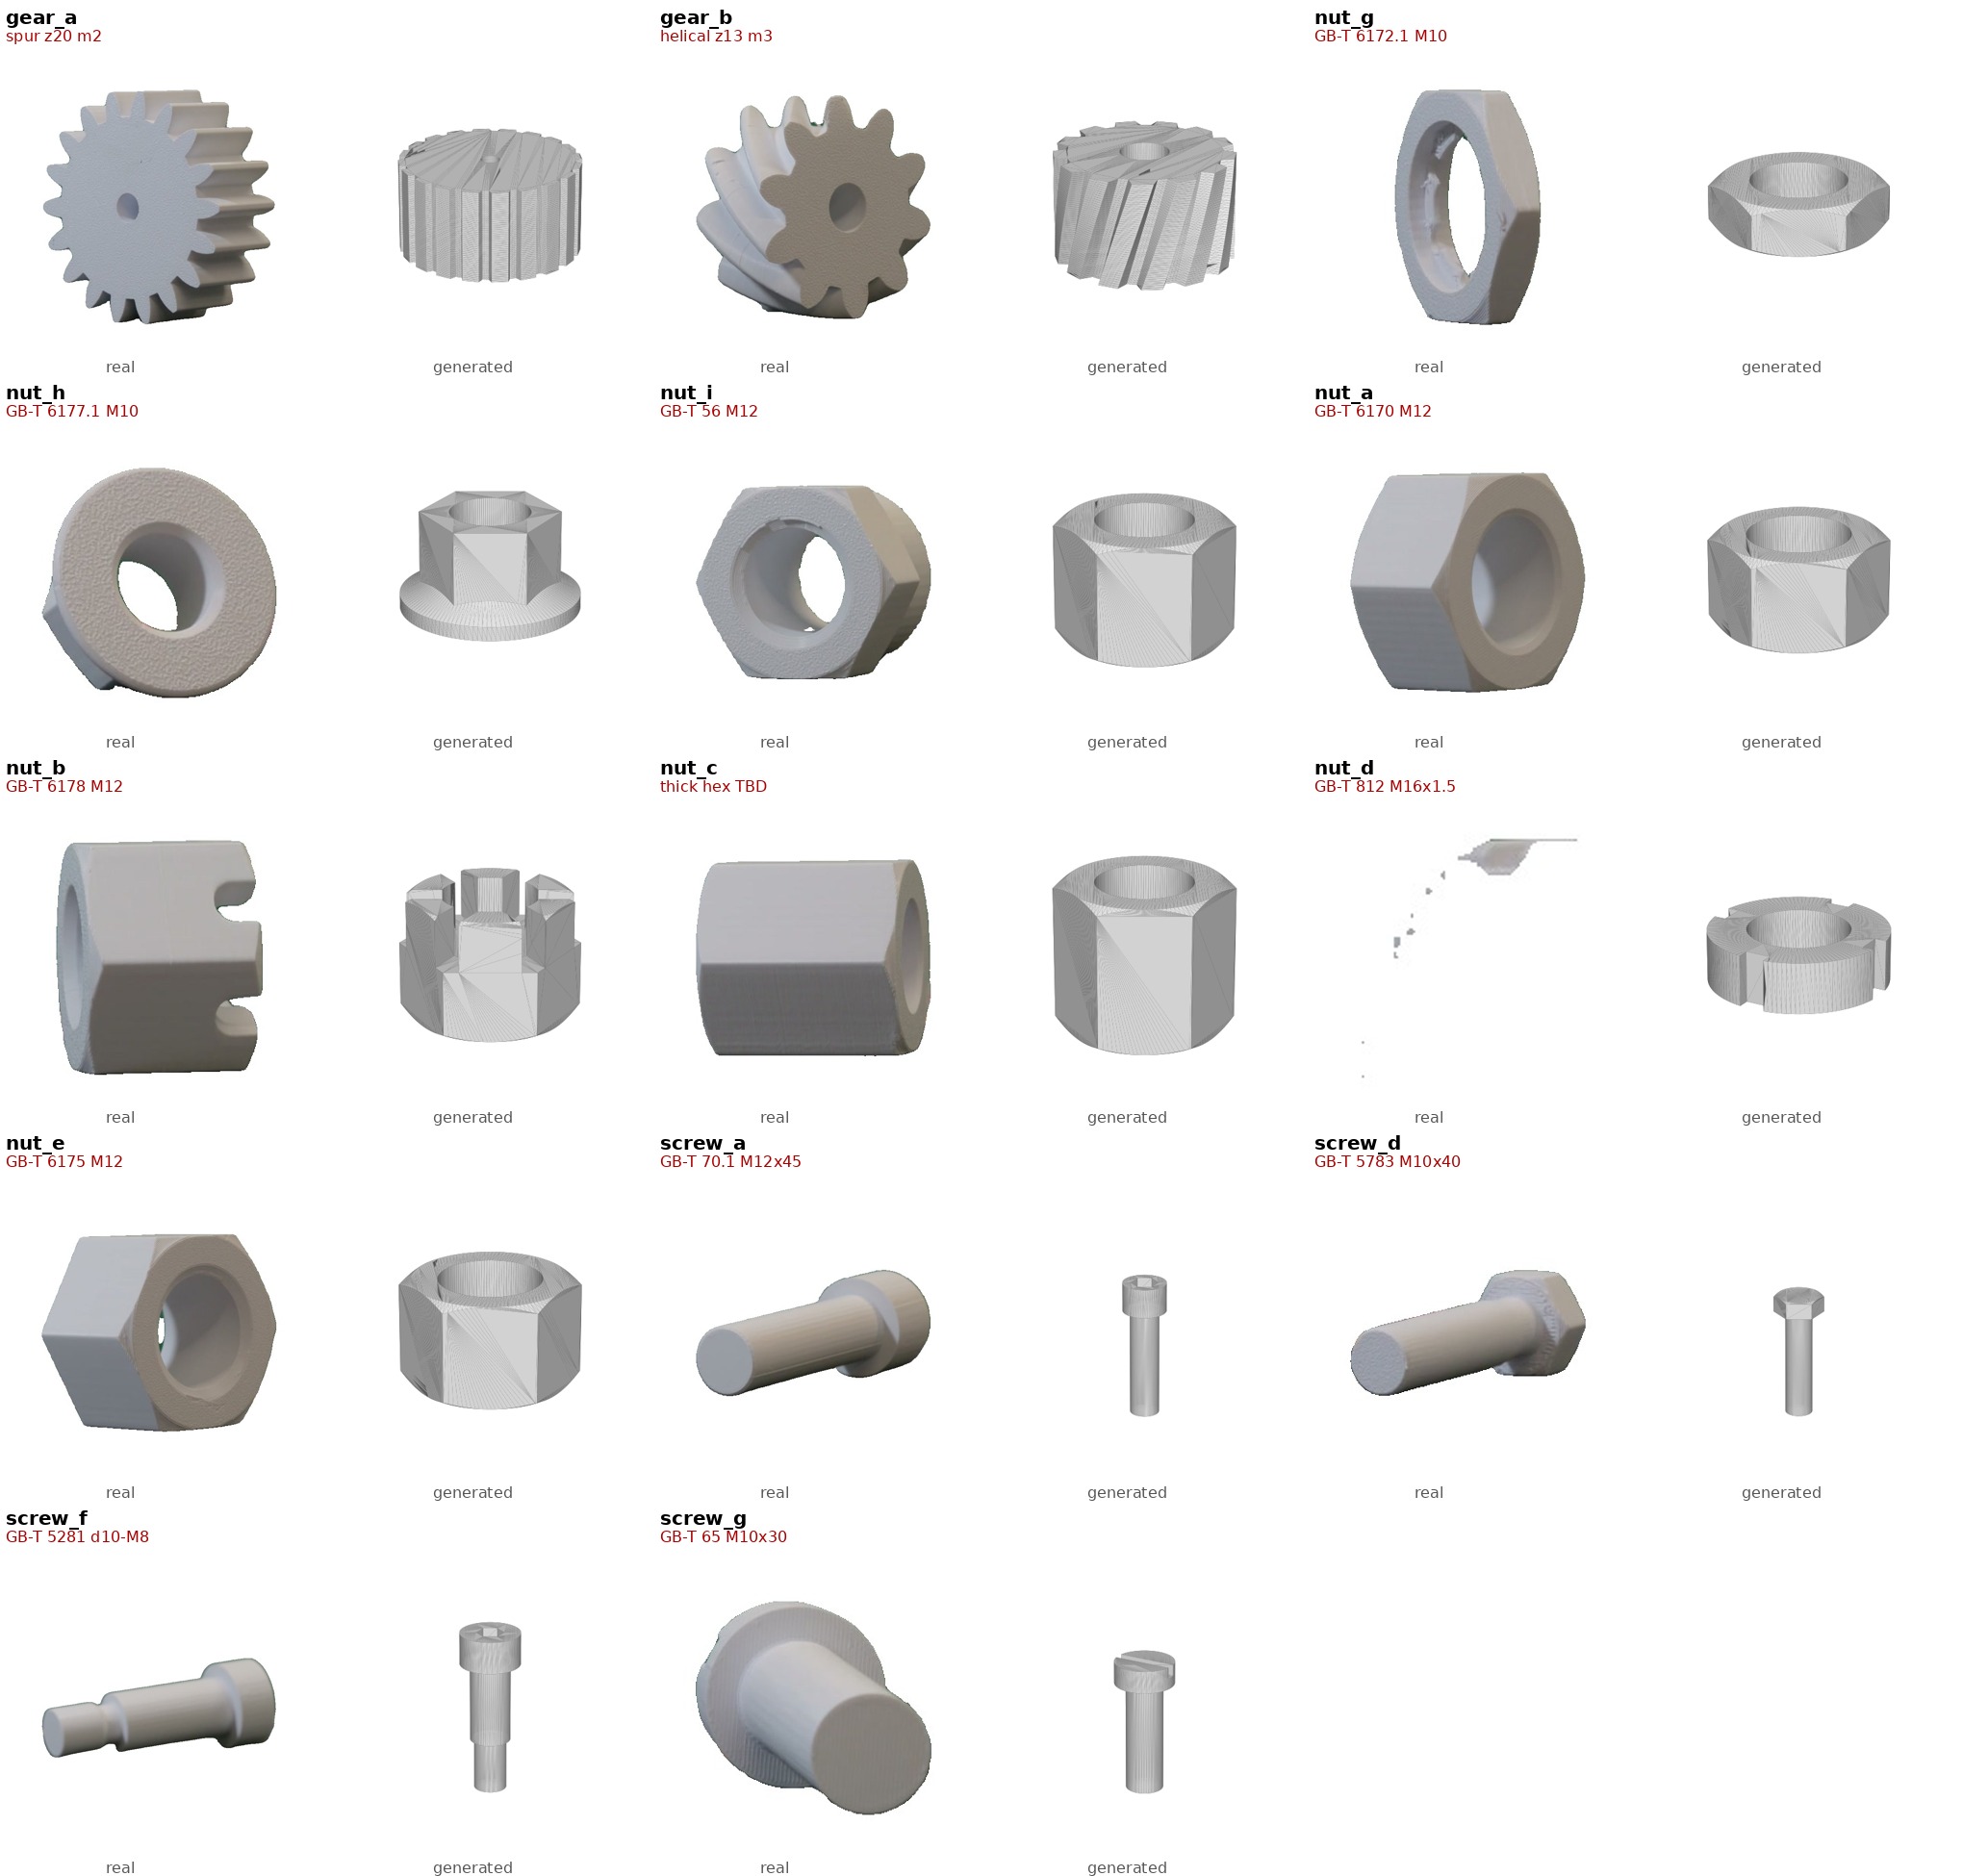 gear_a
spur z20 m2
real
generated
gear_b
helical z13 m3
real
generated
nut_g
GB-T 6172.1 M10
real
generated
nut_h
GB-T 6177.1 M10
real
generated
nut_i
GB-T 56 M12
real
generated
nut_a
GB-T 6170 M12
real
generated
nut_b
GB-T 6178 M12
real
generated
nut_c
thick hex TBD
real
generated
nut_d
GB-T 812 M16x1.5
real
generated
nut_e
GB-T 6175 M12
real
generated
screw_a
GB-T 70.1 M12x45
real
generated
screw_d
GB-T 5783 M10x40
real
generated
screw_f
GB-T 5281 d10-M8
real
generated
screw_g
GB-T 65 M10x30
real
generated